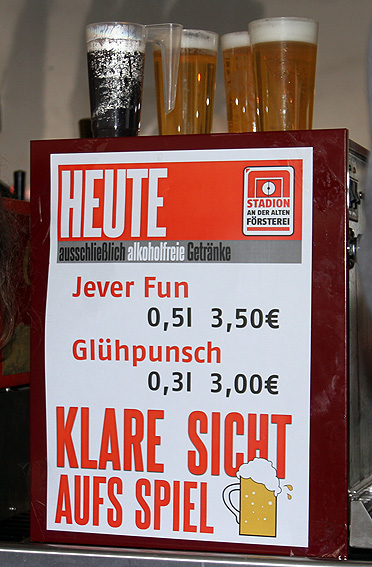 HEUTE
STADION
AN DER ALTEN
FÖRSTEREI
ausschließlich alkoholfreie Getränke
Jever Fun
0,5l 3,50€
Glühpunsch
0,3l 3,00€
KLARE SICHT
AUFS SPIEL